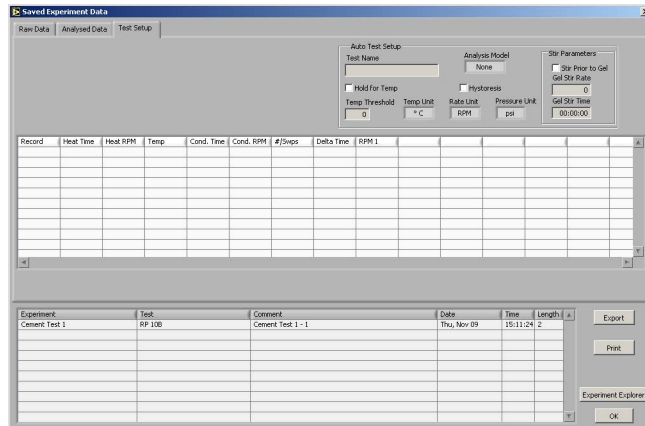 Saved Experiment Data
Raw Data Analysed Data Test Setup
Auto Test Setup
Test Name
Analysis Model
None
Stir Parameters
Stir Prior to Gel
Gel Stir Rate
0
Gel Stir Time
00:00:00
Hold for Temp
Hystoresis
Temp Threshold Temp Unit Rate Unit Pressure Unit
0 ° C RPM psi
Record Heat Time Heat RPM Temp Cond. Time Cond. RPM #/Swps Delta Time RPM 1
Experiment Test Comment Date Time Length
Cement Test 1 RP 10B Cement Test 1 - 1 Thu, Nov 09 15:11:24 2
Export
Print
Experiment Explorer
OK